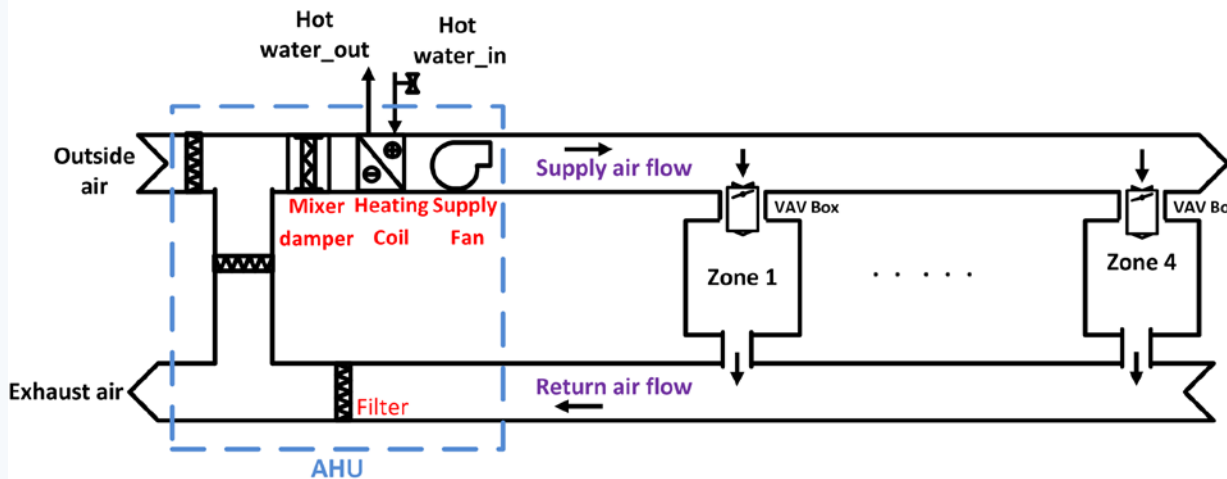 Hot
water_out
Hot
water_in
Outside
air
Mixer
damper
Heating
Coil
Supply
Fan
Supply air flow
VAV Box
VAV Bo
Zone 1
. . . . .
Zone 4
Exhaust air
Filter
Return air flow
AHU